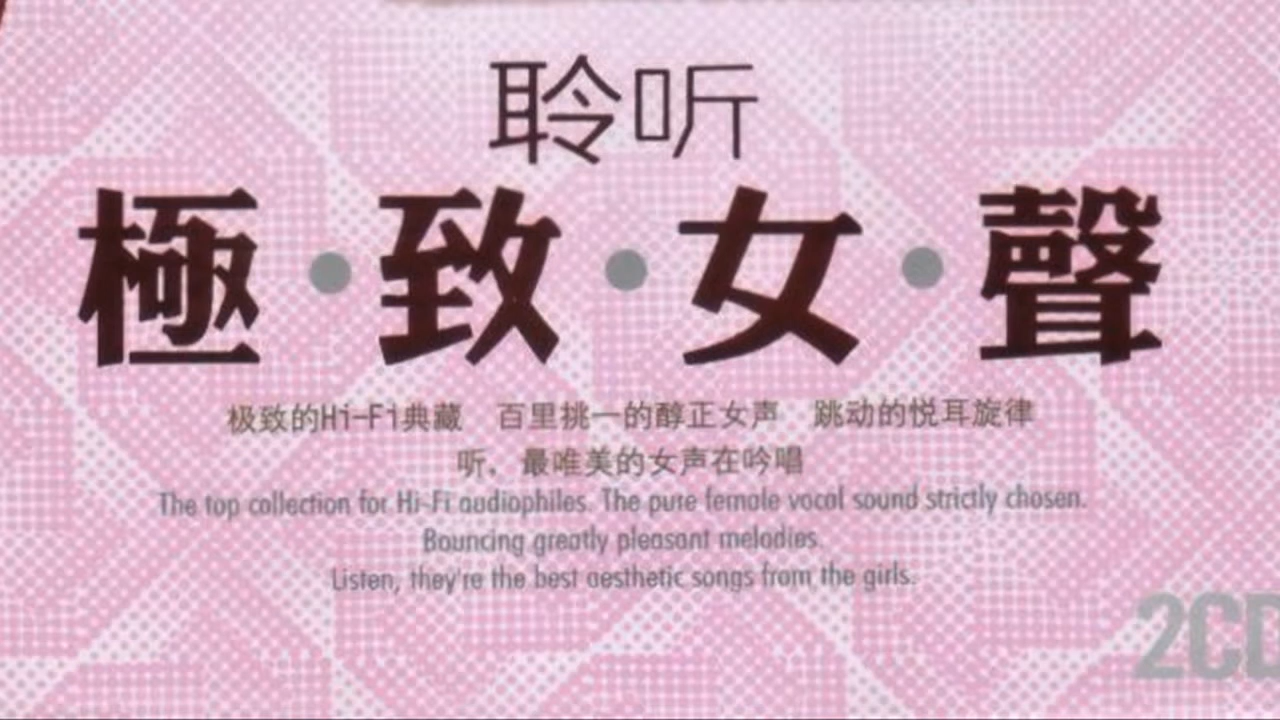 聆听
極·致·女·聲
极致的Hi-Fi典藏 百里挑一的醇正女声 跳动的悦耳旋律
听，最唯美的女声在吟唱
The top collection for Hi-Fi audiophiles. The pure female vocal sound strictly chosen.
Bouncing greatly pleasant melodies.
Listen, they're the best aesthetic songs from the girls.
2CD